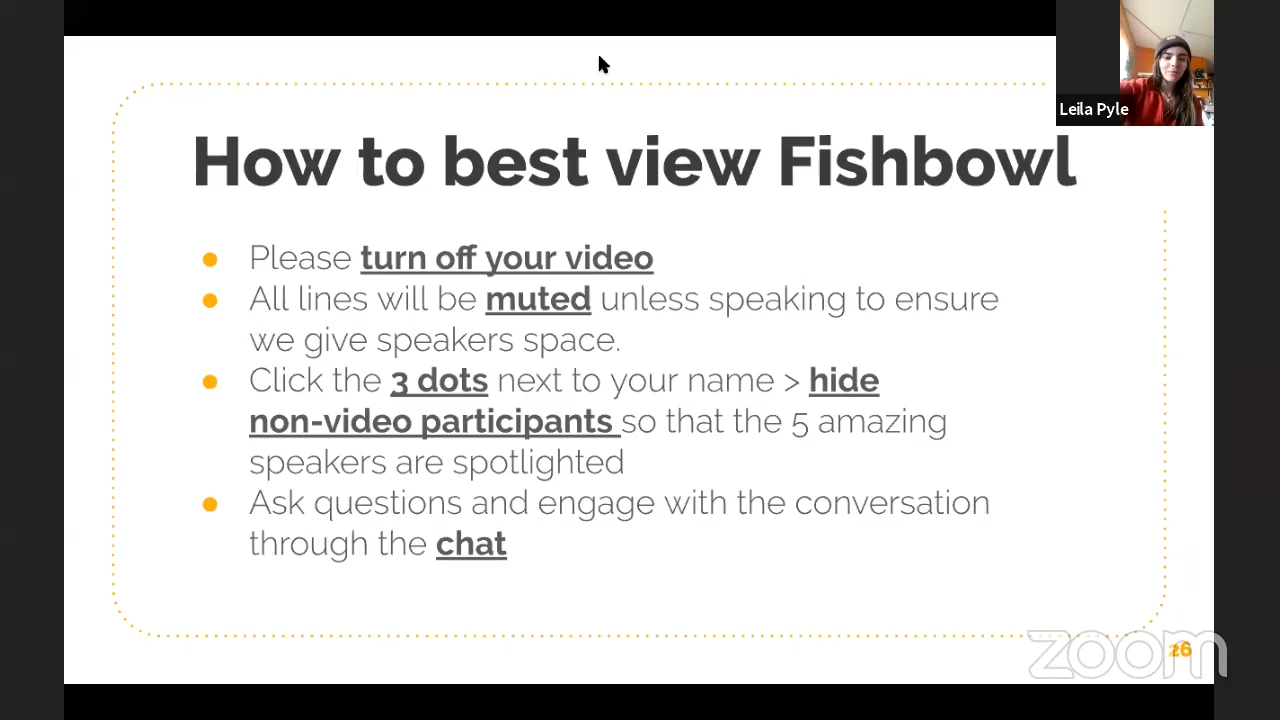 Leila Pyle
How to best view Fishbowl
● Please turn off your video
● All lines will be muted unless speaking to ensure
we give speakers space.
● Click the 3 dots next to your name > hide
non-video participants so that the 5 amazing
speakers are spotlighted
● Ask questions and engage with the conversation
through the chat
26
zoom